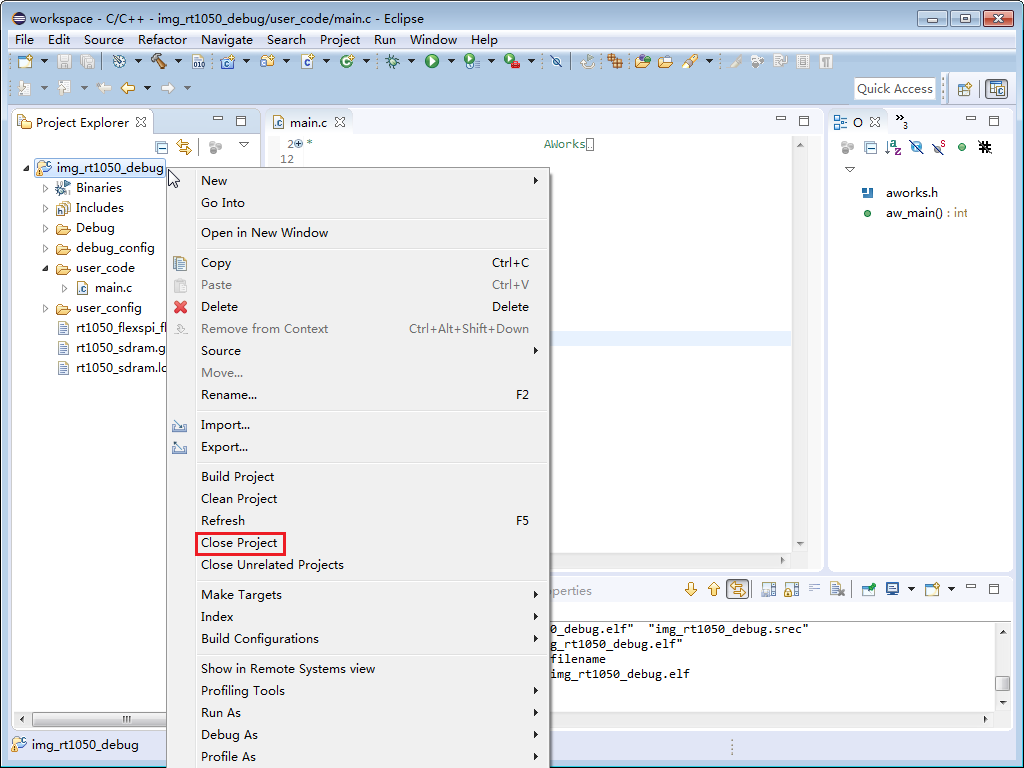 workspace - C/C++ - img_rt1050_debug/user_code/main.c - Eclipse
File Edit Source Refactor Navigate Search Project Run Window Help
Quick Access
Project Explorer
main.c
O
»3
2 * AWorks
12
img_rt1050_debug
Binaries
Includes
Debug
debug_config
user_code
main.c
user_config
rt1050_flexspi_fl
rt1050_sdram.g
rt1050_sdram.lc
New
Go Into
Open in New Window
Copy Ctrl+C
Paste Ctrl+V
Delete Delete
Remove from Context Ctrl+Alt+Shift+Down
Source
Move...
Rename... F2
Import...
Export...
Build Project
Clean Project
Refresh F5
Close Project
Close Unrelated Projects
Make Targets
Index
Build Configurations
Show in Remote Systems view
Profiling Tools
Run As
Debug As
Profile As
aworks.h
aw_main() : int
perties
0_debug.elf" "img_rt1050_debug.srec"
g_rt1050_debug.elf"
filename
img_rt1050_debug.elf
img_rt1050_debug